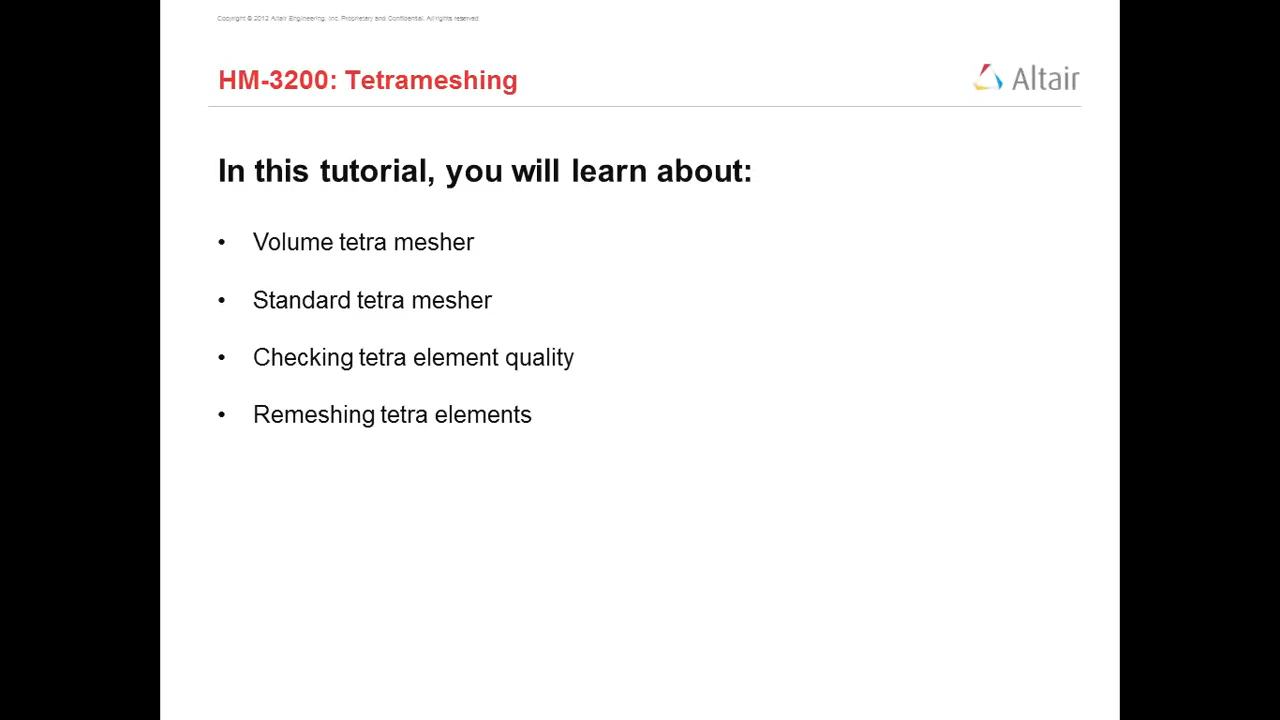 Copyright © 2012 Altair Engineering, Inc. Proprietary and Confidential. All rights reserved.
HM-3200: Tetrameshing
Altair
In this tutorial, you will learn about:
• Volume tetra mesher
• Standard tetra mesher
• Checking tetra element quality
• Remeshing tetra elements